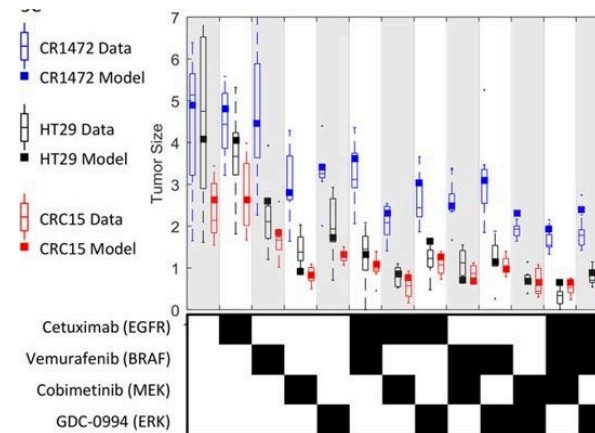 CR1472 Data
CR1472 Model
HT29 Data
HT29 Model
CRC15 Data
CRC15 Model
Tumor Size
7
6
5
4
3
2
1
0
Cetuximab (EGFR)
Vemurafenib (BRAF)
Cobimetinib (MEK)
GDC-0994 (ERK)